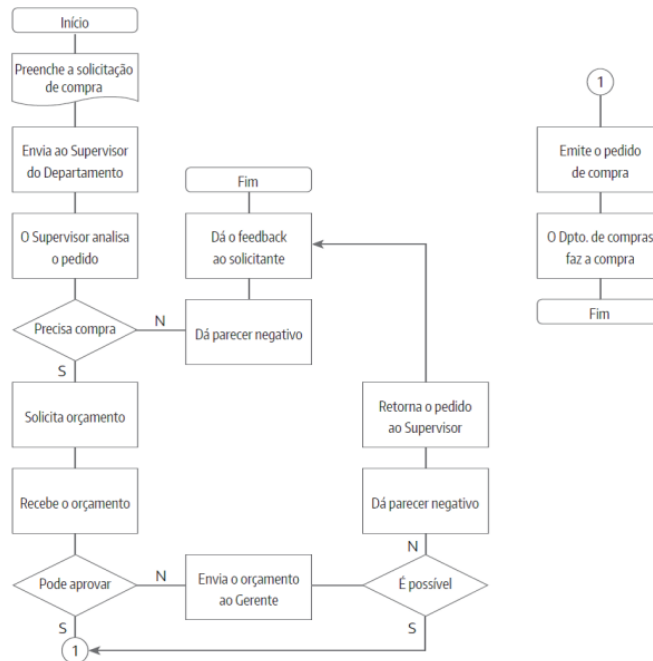 Início
Preenche a solicitação
de compra
Envia ao Supervisor
do Departamento
O Supervisor analisa
o pedido
Precisa compra
N
S
Dá parecer negativo
Dá o feedback
ao solicitante
Fim
Solicita orçamento
Recebe o orçamento
Pode aprovar
N
S
1
Envia o orçamento
ao Gerente
É possível
N
S
Dá parecer negativo
Retorna o pedido
ao Supervisor
1
Emite o pedido
de compra
O Dpto. de compras
faz a compra
Fim